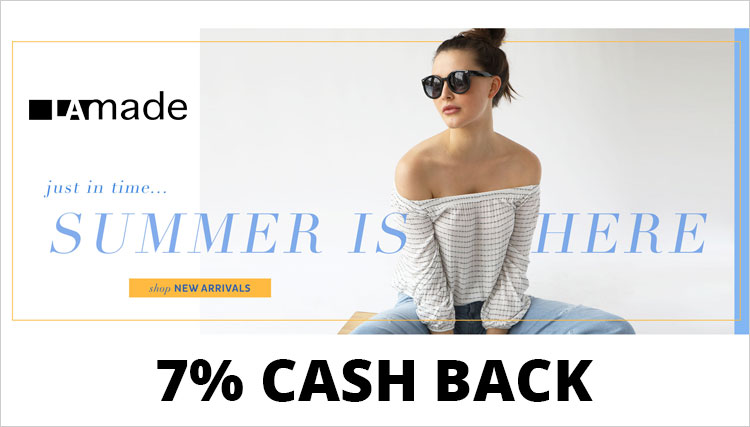 LAmade
just in time...
SUMMER IS HERE
shop NEW ARRIVALS
7% CASH BACK